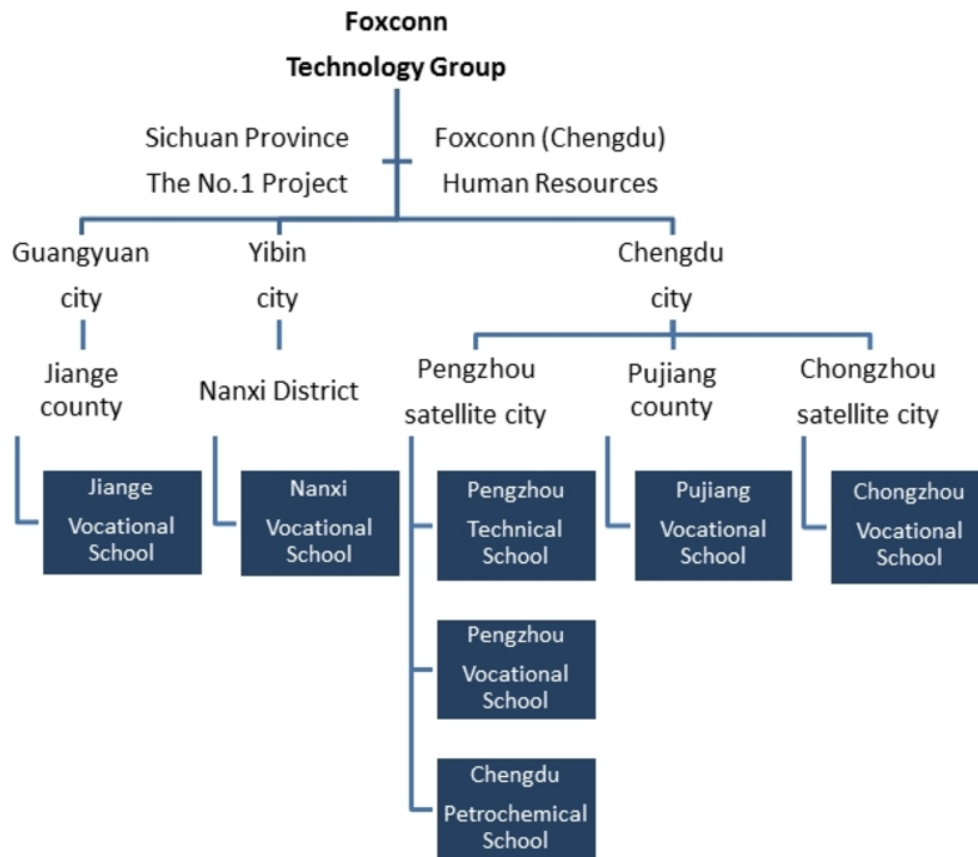 Foxconn
Technology Group
Sichuan Province
The No.1 Project
Foxconn (Chengdu)
Human Resources
Guangyuan
city
Yibin
city
Chengdu
city
Jiange
county
Nanxi District
Pengzhou
satellite city
Pujiang
county
Chongzhou
satellite city
Jiange
Vocational
School
Nanxi
Vocational
School
Pengzhou
Technical
School
Pujiang
Vocational
School
Chongzhou
Vocational
School
Pengzhou
Vocational
School
Chengdu
Petrochemical
School